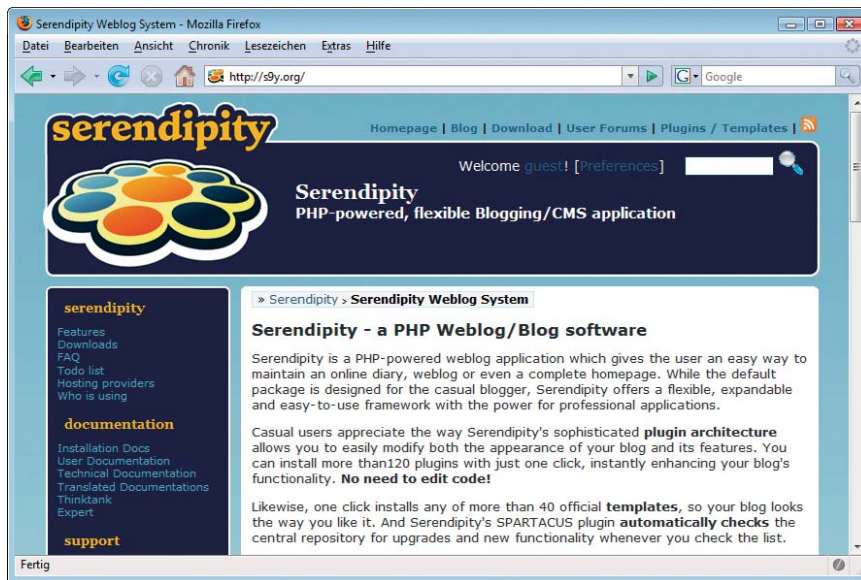 Serendipity Weblog System - Mozilla Firefox
Datei Bearbeiten Ansicht Chronik Lesezeichen Extras Hilfe
http://s9y.org/
G Google
serendipity
Homepage | Blog | Download | User Forums | Plugins / Templates |
Welcome guest! [Preferences]
Serendipity
PHP-powered, flexible Blogging/CMS application
serendipity
Features
Downloads
FAQ
Todo list
Hosting providers
Who is using
documentation
Installation Docs
User Documentation
Technical Documentation
Translated Documentations
Thinktank
Expert
support
» Serendipity > Serendipity Weblog System
Serendipity - a PHP Weblog/Blog software
Serendipity is a PHP-powered weblog application which gives the user an easy way to
maintain an online diary, weblog or even a complete homepage. While the default
package is designed for the casual blogger, Serendipity offers a flexible, expandable
and easy-to-use framework with the power for professional applications.
Casual users appreciate the way Serendipity's sophisticated plugin architecture
allows you to easily modify both the appearance of your blog and its features. You
can install more than120 plugins with just one click, instantly enhancing your blog's
functionality. No need to edit code!
Likewise, one click installs any of more than 40 official templates, so your blog looks
the way you like it. And Serendipity's SPARTACUS plugin automatically checks the
central repository for upgrades and new functionality whenever you check the list.
Fertig